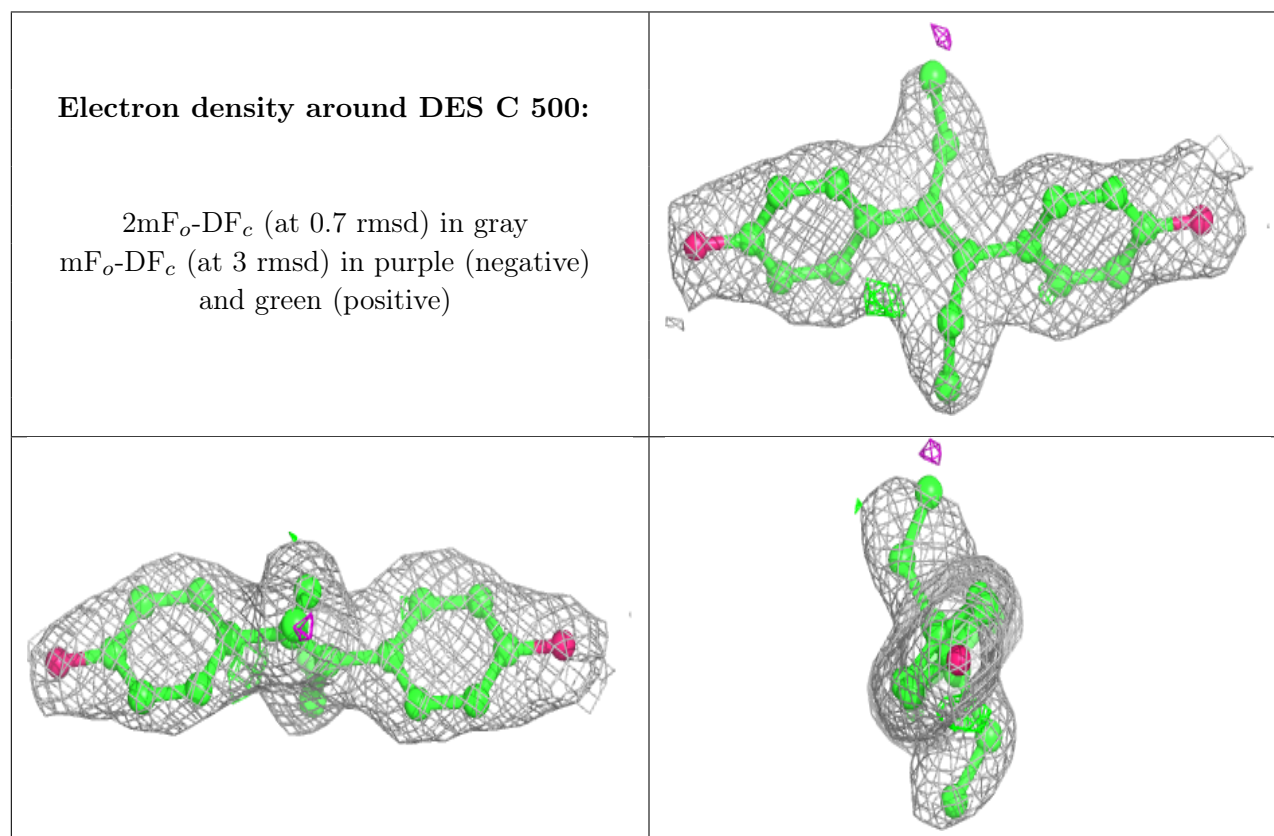 Electron density around DES C 500:
2mFₒ-DF𝒸 (at 0.7 rmsd) in gray
mFₒ-DF𝒸 (at 3 rmsd) in purple (negative)
and green (positive)